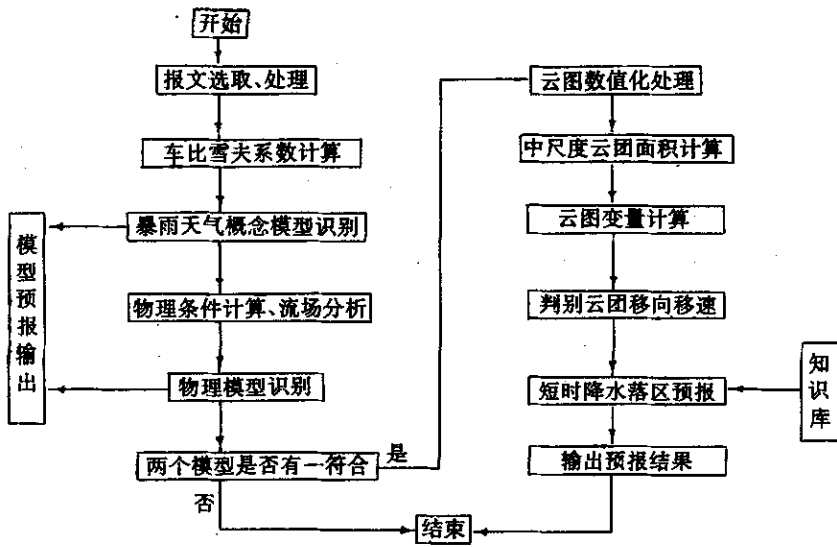 开始
报文选取、处理
车比雪夫系数计算
暴雨天气概念模型识别
物理条件计算、流场分析
物理模型识别
两个模型是否有一符合
是
否
模型预报输出
云图数值化处理
中尺度云团面积计算
云图变量计算
判别云团移向移速
短时降水落区预报
知识库
输出预报结果
结束